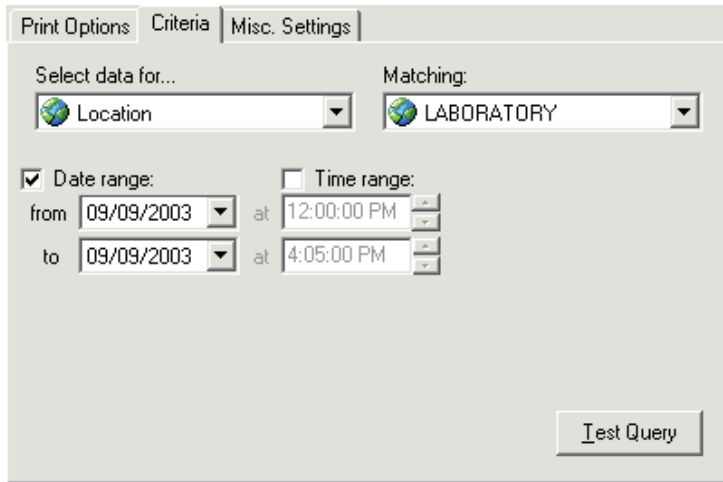 Print Options Criteria Misc. Settings
Select data for... Matching:
Location LABORATORY
Date range: Time range:
from 09/09/2003 at 12:00:00 PM
to 09/09/2003 at 4:05:00 PM
Test Query